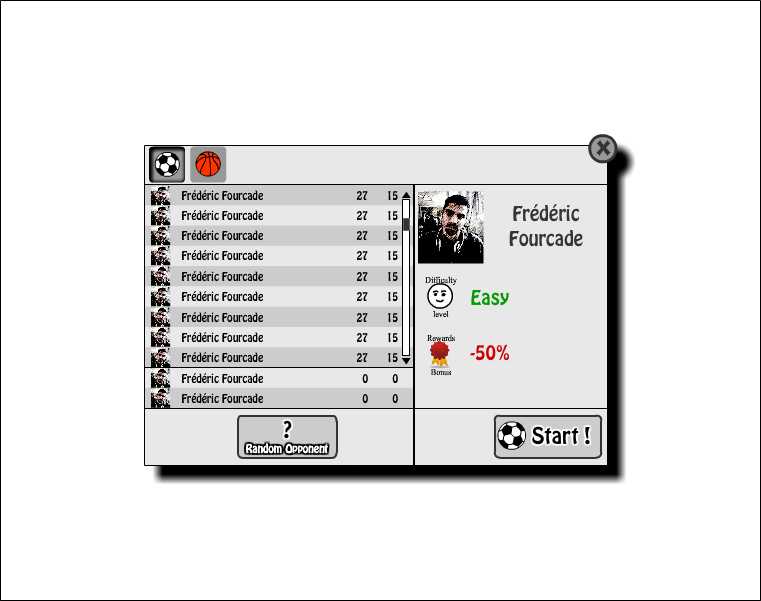 Frédéric Fourcade 27 15
Frédéric Fourcade 27 15
Frédéric Fourcade 27 15
Frédéric Fourcade 27 15
Frédéric Fourcade 27 15
Frédéric Fourcade 27 15
Frédéric Fourcade 27 15
Frédéric Fourcade 27 15
Frédéric Fourcade 27 15
Frédéric Fourcade 0 0
Frédéric Fourcade 0 0
?
Random Opponent
Frédéric
Fourcade
Difficulty
level
Easy
Rewards
Bonus
-50%
Start !